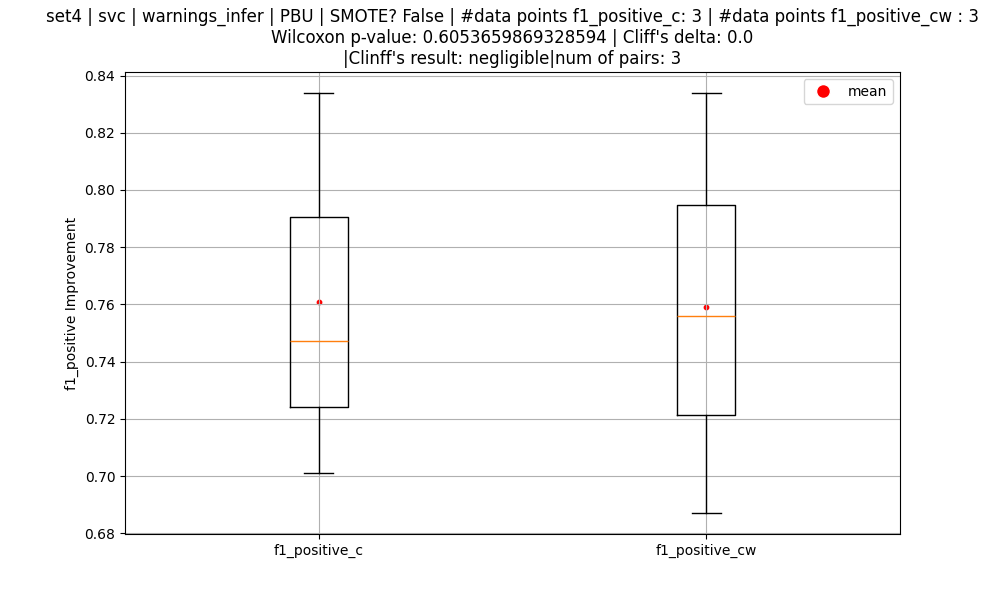 set4 | svc | warnings_infer | PBU | SMOTE? False | #data points f1_positive_c: 3 | #data points f1_positive_cw : 3
Wilcoxon p-value: 0.6053659869328594 | Cliff's delta: 0.0
|Clinff's result: negligible|num of pairs: 3
mean
f1_positive Improvement
0.84
0.82
0.80
0.78
0.76
0.74
0.72
0.70
0.68
f1_positive_c
f1_positive_cw